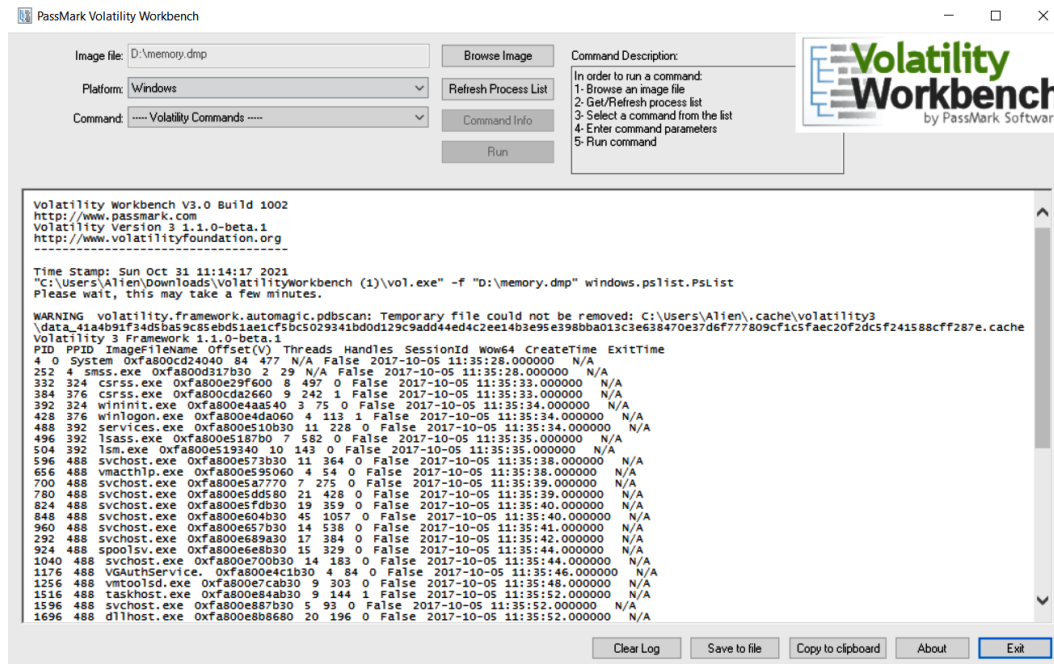 PassMark Volatility Workbench
Image file: D:\memory.dmp Browse Image
Platform: Windows Refresh Process List
Command: ----- Volatility Commands ----- Command Info
Run
Command Description:
In order to run a command:
1- Browse an image file
2- Get/Refresh process list
3- Select a command from the list
4- Enter command parameters
5- Run command
Volatility
Workbench
by PassMark Softwar
Volatility Workbench V3.0 Build 1002
http://www.passmark.com
Volatility Version 3 1.1.0-beta.1
http://www.volatilityfoundation.org
------------------------------------
Time Stamp: Sun Oct 31 11:14:17 2021
"C:\Users\Alien\Downloads\VolatilityWorkbench (1)\vol.exe" -f "D:\memory.dmp" windows.pslist.PsList
Please wait, this may take a few minutes.
WARNING  volatility.framework.automagic.pdbscan: Temporary file could not be removed: C:\Users\Alien\.cache\volatility3
\data_41a4b91f34d5ba59c85ebd51ae1cf5bc5029341bd0d129c9add44ed4c2ee14b3e95e398bba013c3e638470e37d6f777809cf1c5faec20f2dc5f241588cff287e.cache
Volatility 3 Framework 1.1.0-beta.1
PID PPID ImageFileName Offset(V) Threads Handles SessionId Wow64 CreateTime ExitTime
4 0 System 0xfa800cd24040 84 477 N/A False 2017-10-05 11:35:28.000000 N/A
252 4 smss.exe 0xfa800d317b30 2 29 N/A False 2017-10-05 11:35:28.000000 N/A
332 324 csrss.exe 0xfa800e29f600 8 497 0 False 2017-10-05 11:35:33.000000 N/A
384 376 csrss.exe 0xfa800cda2660 9 242 1 False 2017-10-05 11:35:33.000000 N/A
392 324 wininit.exe 0xfa800e4aa540 3 75 0 False 2017-10-05 11:35:34.000000 N/A
428 376 winlogon.exe 0xfa800e4da060 4 113 1 False 2017-10-05 11:35:34.000000 N/A
488 392 services.exe 0xfa800e510b30 11 228 0 False 2017-10-05 11:35:34.000000 N/A
496 392 lsass.exe 0xfa800e5187b0 7 582 0 False 2017-10-05 11:35:35.000000 N/A
504 392 lsm.exe 0xfa800e519340 10 143 0 False 2017-10-05 11:35:35.000000 N/A
596 488 svchost.exe 0xfa800e573b30 11 364 0 False 2017-10-05 11:35:38.000000 N/A
656 488 vmacthlp.exe 0xfa800e595060 4 54 0 False 2017-10-05 11:35:38.000000 N/A
700 488 svchost.exe 0xfa800e5a7770 7 275 0 False 2017-10-05 11:35:39.000000 N/A
780 488 svchost.exe 0xfa800e5dd580 21 428 0 False 2017-10-05 11:35:39.000000 N/A
824 488 svchost.exe 0xfa800e5fdb30 19 359 0 False 2017-10-05 11:35:40.000000 N/A
848 488 svchost.exe 0xfa800e604b30 45 1057 0 False 2017-10-05 11:35:40.000000 N/A
960 488 svchost.exe 0xfa800e657b30 14 538 0 False 2017-10-05 11:35:41.000000 N/A
292 488 svchost.exe 0xfa800e689a30 17 384 0 False 2017-10-05 11:35:42.000000 N/A
924 488 spoolsv.exe 0xfa800e6e8b30 15 329 0 False 2017-10-05 11:35:44.000000 N/A
1040 488 svchost.exe 0xfa800e700b30 14 183 0 False 2017-10-05 11:35:44.000000 N/A
1176 488 VGAuthService. 0xfa800e4c1b30 4 84 0 False 2017-10-05 11:35:46.000000 N/A
1256 488 vmtoolsd.exe 0xfa800e7cab30 9 303 0 False 2017-10-05 11:35:48.000000 N/A
1516 488 taskhost.exe 0xfa800e84ab30 9 144 1 False 2017-10-05 11:35:52.000000 N/A
1596 488 svchost.exe 0xfa800e887b30 5 93 0 False 2017-10-05 11:35:52.000000 N/A
1696 488 dllhost.exe 0xfa800e8b8680 20 196 0 False 2017-10-05 11:35:52.000000 N/A
Clear Log Save to file Copy to clipboard About Exit